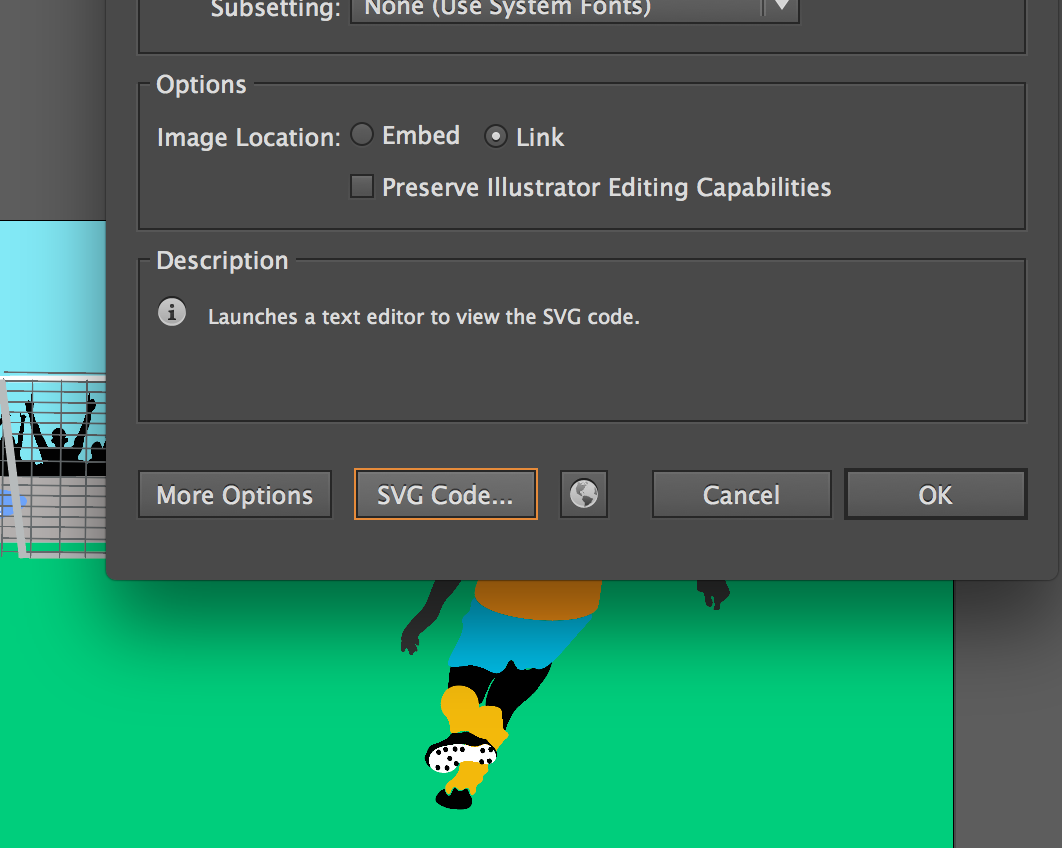 Subsetting: None (Use System Fonts)
Options
Image Location: Embed Link
Preserve Illustrator Editing Capabilities
Description
Launches a text editor to view the SVG code.
More Options SVG Code... Cancel OK